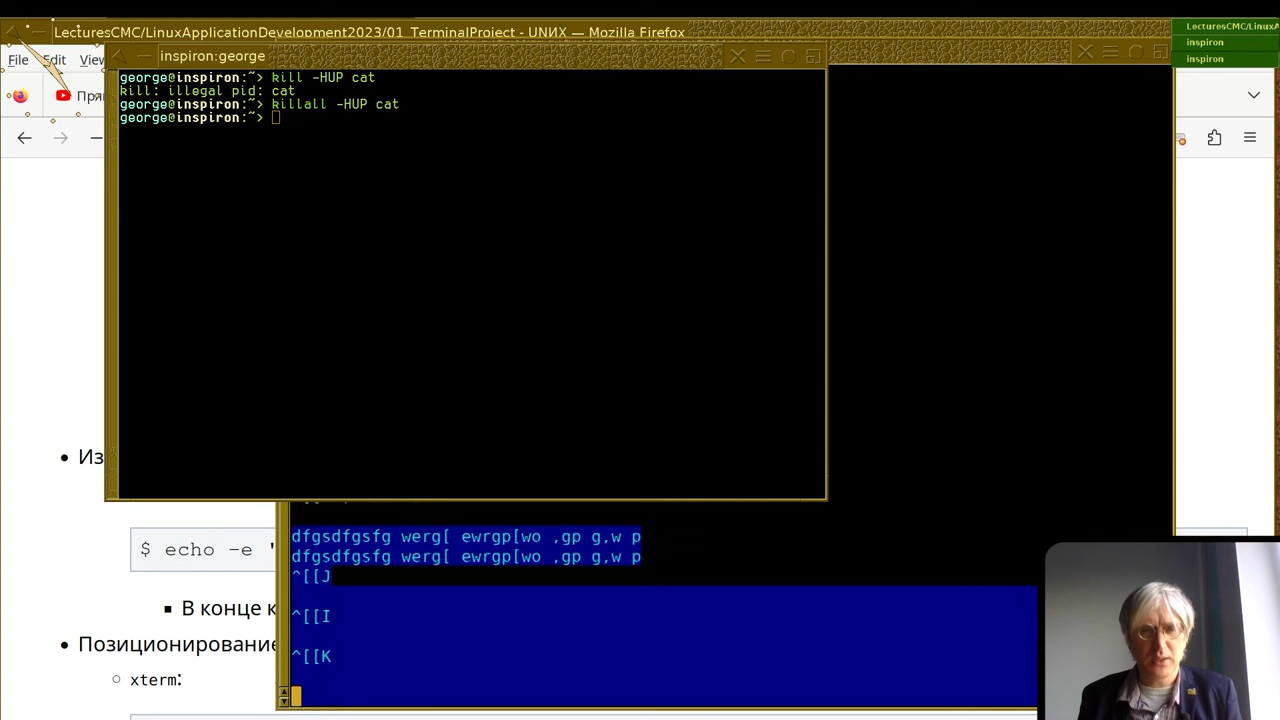 LecturesCMC/LinuxApplicationDevelopment2023/01_TerminalProject - UNИX — Mozilla Firefox
LecturesCMC/LinuxA
inspiron
inspiron
inspiron:george
File Edit View
george@inspiron:~> kill -HUP cat
kill: illegal pid: cat
george@inspiron:~> killall -HUP cat
george@inspiron:~>
Из
dfgsdfgsfg werg[ ewrgp[wo ,gp g,w p
dfgsdfgsfg werg[ ewrgp[wo ,gp g,w p
$ echo -e '
^[[J
В конце к
^[[I
Позиционирование
^[[K
xterm: